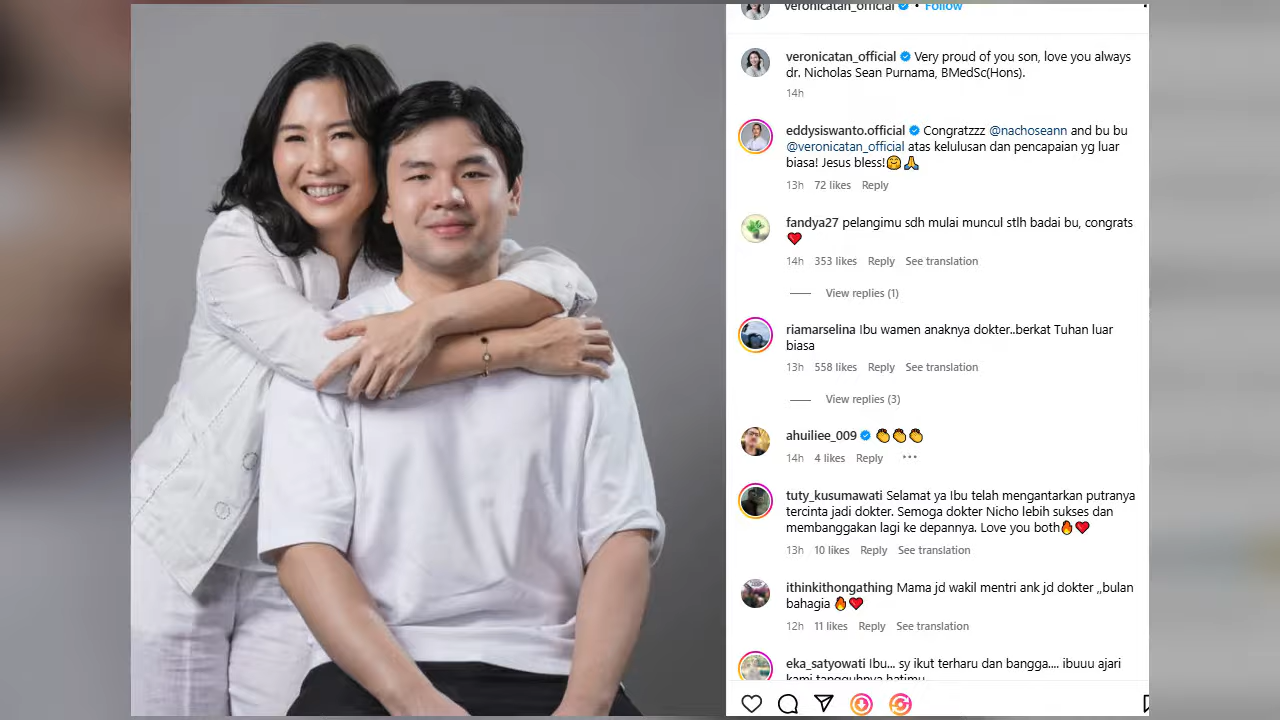 veronicatan_official • Follow
veronicatan_official Very proud of you son, love you always
dr. Nicholas Sean Purnama, BMedSc(Hons).
14h
eddysiswanto.official Congratzzz @nachoseann and bu bu
@veronicatan_official atas kelulusan dan pencapaian yg luar
biasa! Jesus bless!🤗🙏
13h 72 likes Reply
fandya27 pelangimu sdh mulai muncul stlh badai bu, congrats
❤️
14h 353 likes Reply See translation
View replies (1)
riamarselina Ibu wamen anaknya dokter..berkat Tuhan luar
biasa
13h 558 likes Reply See translation
View replies (3)
ahuiliee_009 👏👏👏
14h 4 likes Reply •••
tuty_kusumawati Selamat ya Ibu telah mengantarkan putranya
tercinta jadi dokter. Semoga dokter Nicho lebih sukses dan
membanggakan lagi ke depannya. Love you both🔥❤️
13h 10 likes Reply See translation
ithinkithongathing Mama jd wakil mentri ank jd dokter ,,bulan
bahagia 🔥❤️
12h 11 likes Reply See translation
eka_satyowati Ibu... sy ikut terharu dan bangga.... ibuuu ajari
kami tangguhnya hatimu